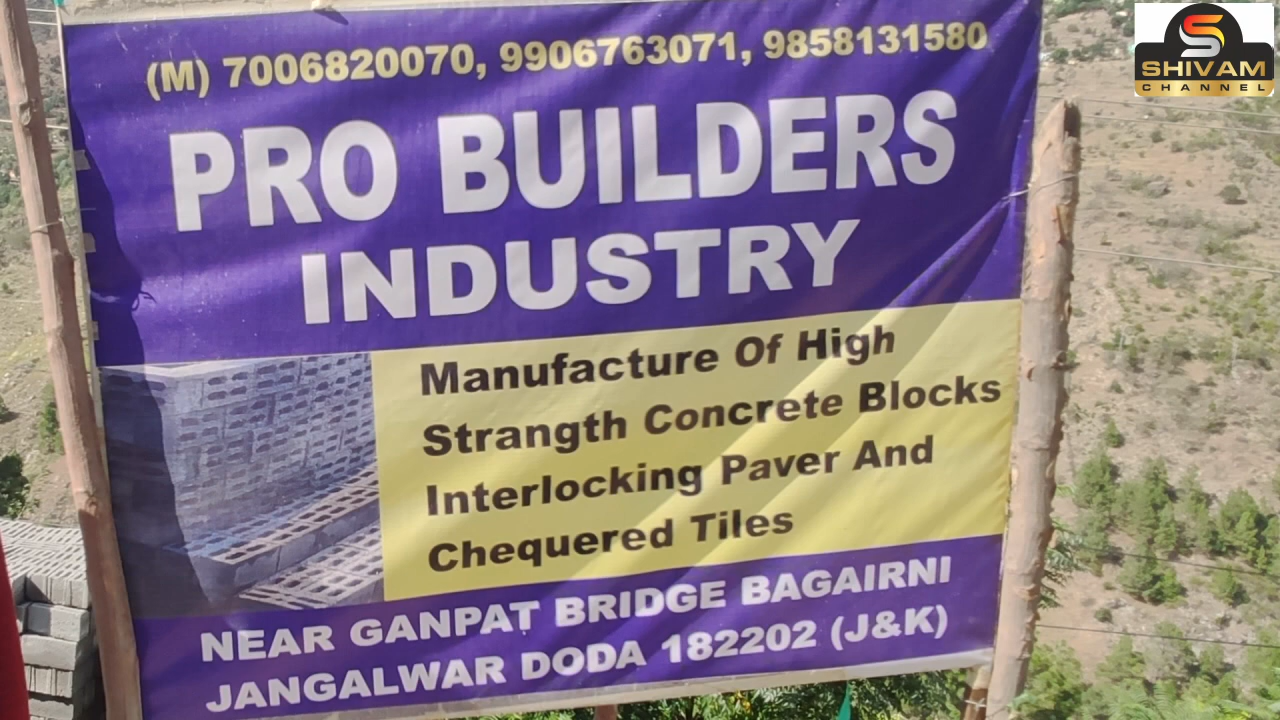 (M) 7006820070, 9906763071, 9858131580
PRO BUILDERS
INDUSTRY
Manufacture Of High
Strangth Concrete Blocks
Interlocking Paver And
Chequered Tiles
NEAR GANPAT BRIDGE BAGAIRNI
JANGALWAR DODA 182202 (J&K)
S
SHIVAM
CHANNEL